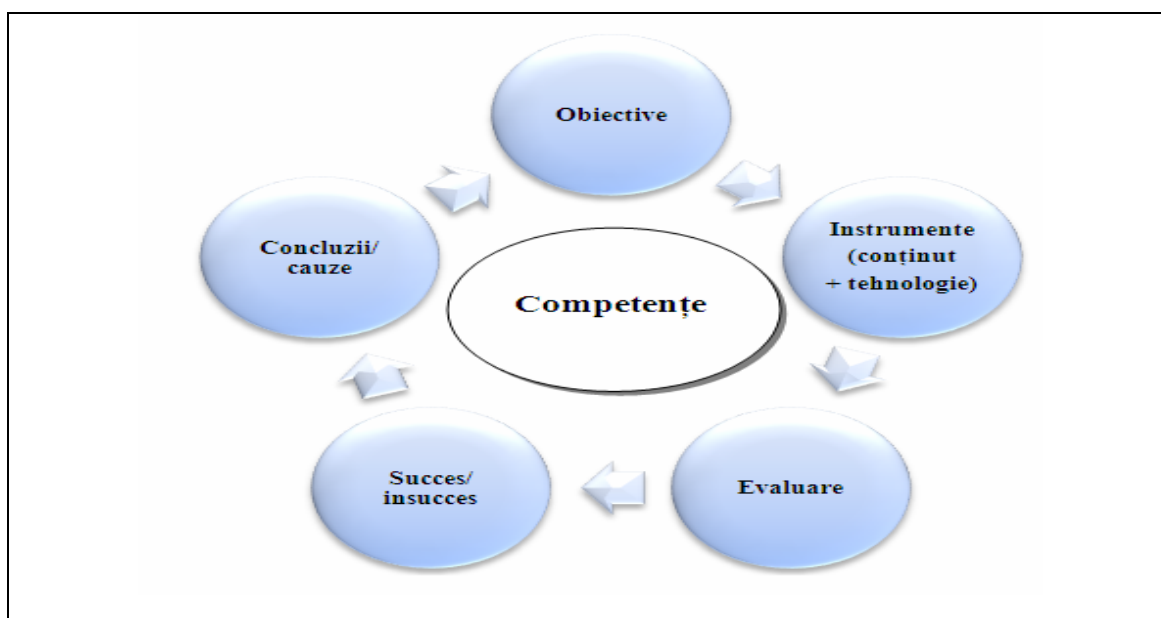 Obiective
Instrumente
(conținut
+ tehnologie)
Evaluare
Succes/
insucces
Concluzii/
cauze
Competențe